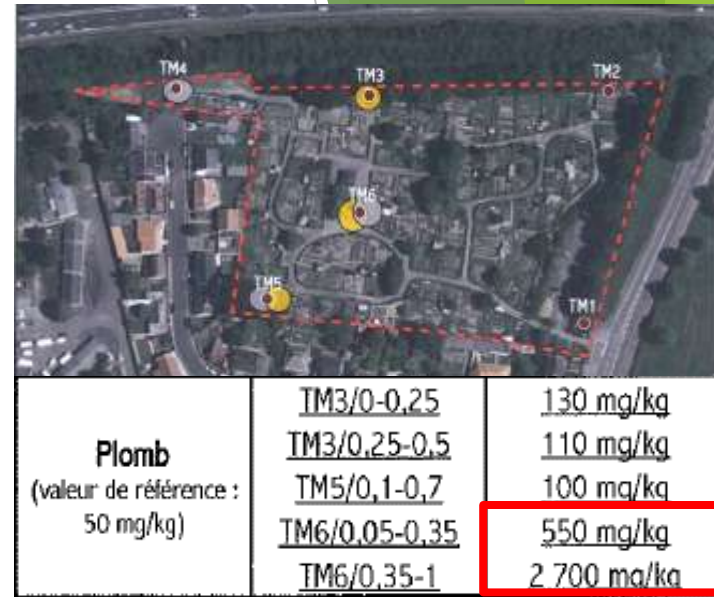 TM4
TM3
TM2
TM6
TM5
TM1
Plomb
(valeur de référence :
50 mg/kg)
TM3/0-0,25 130 mg/kg
TM3/0,25-0,5 110 mg/kg
TM5/0,1-0,7 100 mg/kg
TM6/0,05-0,35 550 mg/kg
TM6/0,35-1 2 700 mg/kg